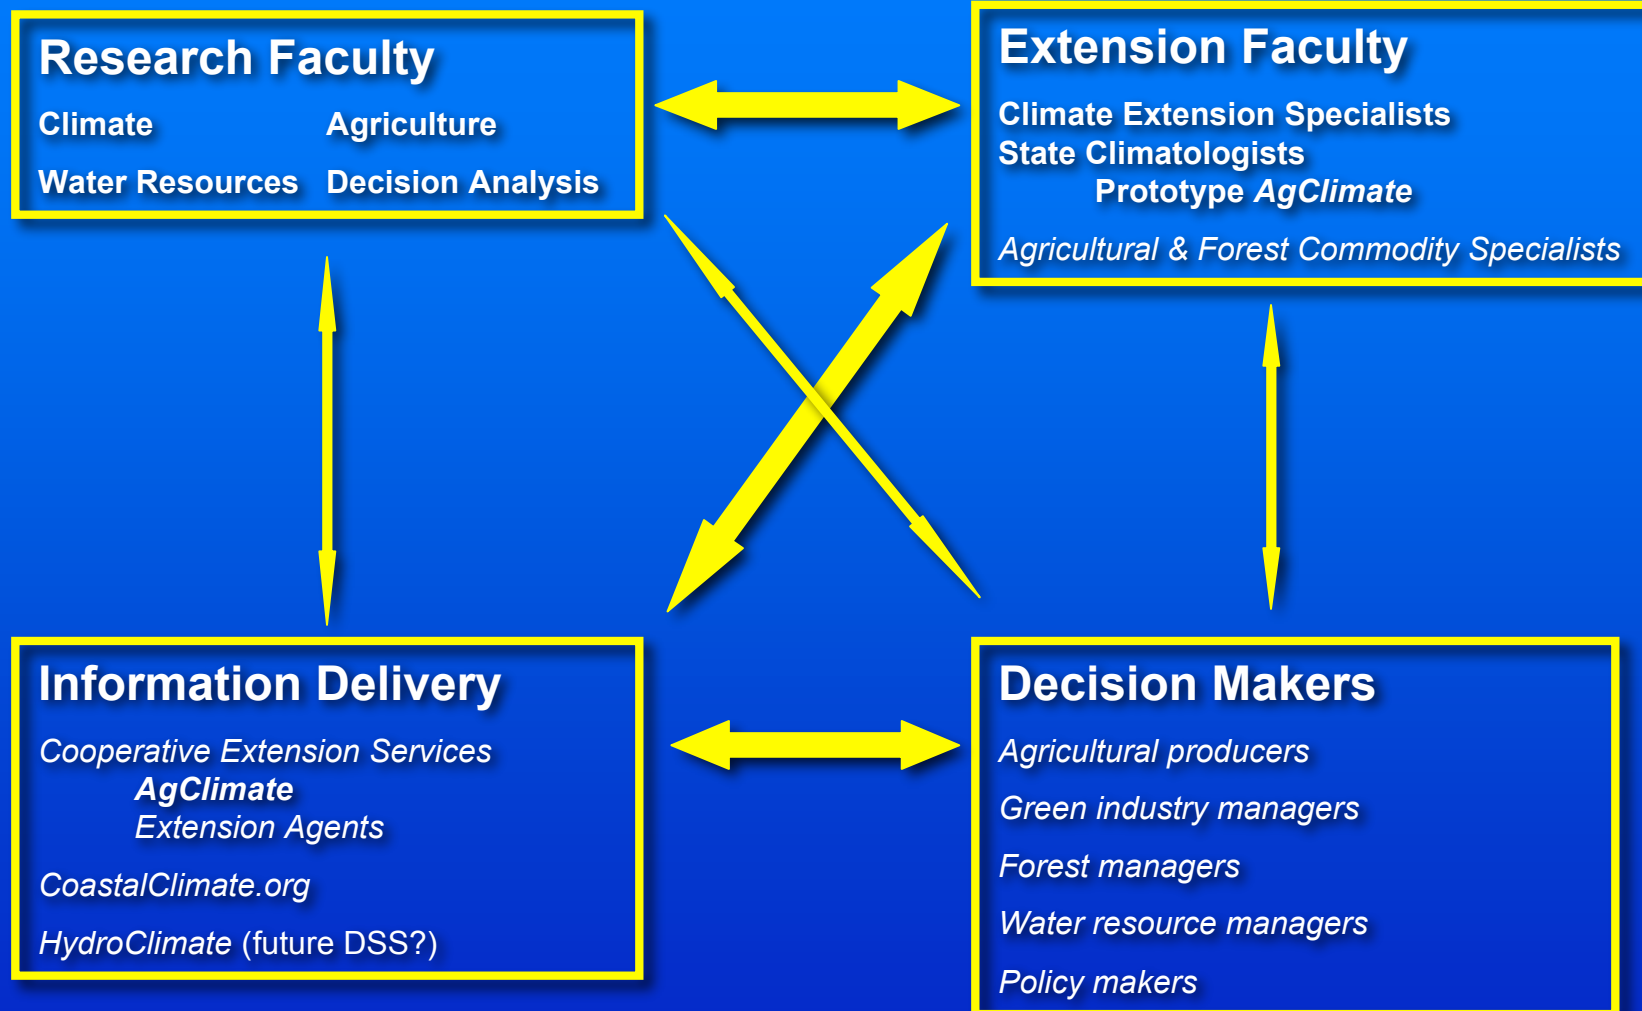 Research Faculty
Climate Agriculture
Water Resources Decision Analysis
Extension Faculty
Climate Extension Specialists
State Climatologists
Prototype AgClimate
Agricultural & Forest Commodity Specialists
Information Delivery
Cooperative Extension Services
AgClimate
Extension Agents
CoastalClimate.org
HydroClimate (future DSS?)
Decision Makers
Agricultural producers
Green industry managers
Forest managers
Water resource managers
Policy makers